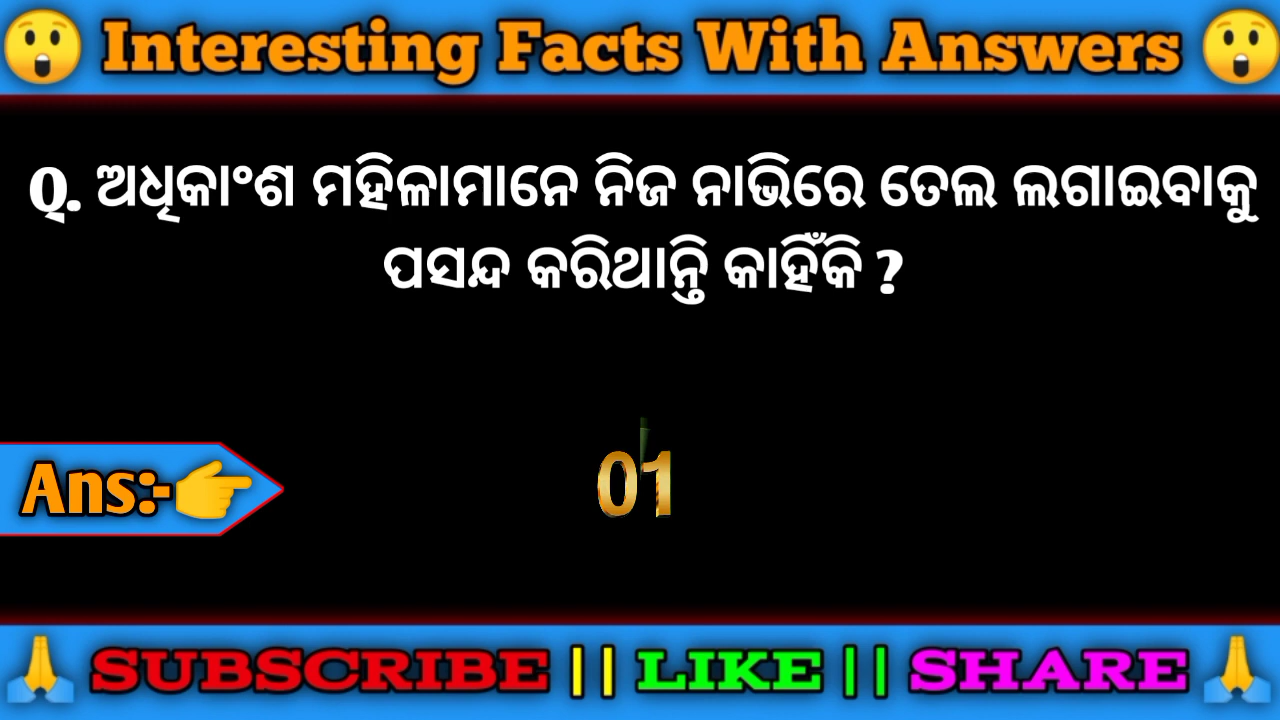 Interesting Facts With Answers
Q. ଅଧିକାଂଶ ମହିଳାମାନେ ନିଜ ନାଭିରେ ତେଲ ଲଗାଇବାକୁ
ପସନ୍ଦ କରିଥାନ୍ତି କାହିଁକି ?
Ans:-
01
SUBSCRIBE || LIKE || SHARE